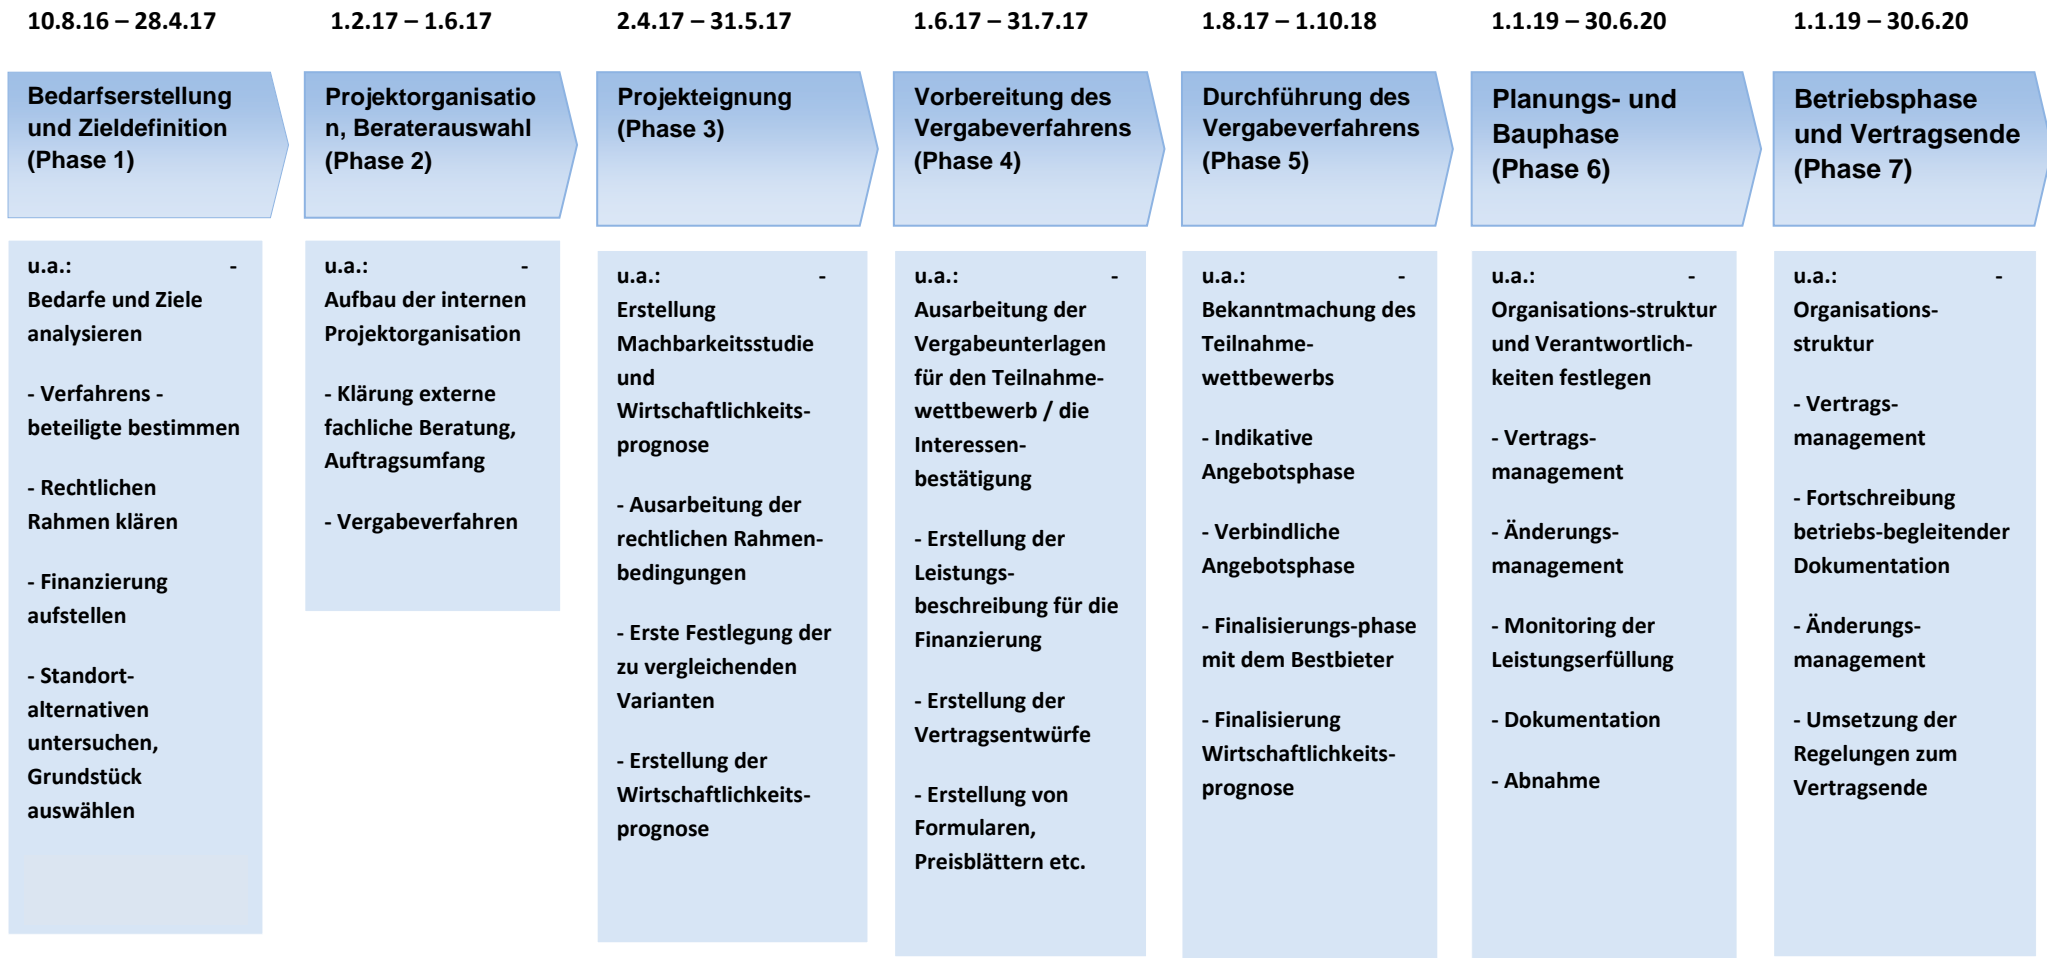 10.8.16 – 28.4.17
1.2.17 – 1.6.17
2.4.17 – 31.5.17
1.6.17 – 31.7.17
1.8.17 – 1.10.18
1.1.19 – 30.6.20
1.1.19 – 30.6.20
Bedarfserstellung
und Zieldefinition
(Phase 1)
Projektorganisatio
n, Beraterauswahl
(Phase 2)
Projekteignung
(Phase 3)
Vorbereitung des
Vergabeverfahrens
(Phase 4)
Durchführung des
Vergabeverfahrens
(Phase 5)
Planungs- und
Bauphase
(Phase 6)
Betriebsphase
und Vertragsende
(Phase 7)
u.a.: -
Bedarfe und Ziele
analysieren
- Verfahrens -
beteiligte bestimmen
- Rechtlichen
Rahmen klären
- Finanzierung
aufstellen
- Standort-
alternativen
untersuchen,
Grundstück
auswählen
u.a.: -
Aufbau der internen
Projektorganisation
- Klärung externe
fachliche Beratung,
Auftragsumfang
- Vergabeverfahren
u.a.: -
Erstellung
Machbarkeitsstudie
und
Wirtschaftlichkeits-
prognose
- Ausarbeitung der
rechtlichen Rahmen-
bedingungen
- Erste Festlegung der
zu vergleichenden
Varianten
- Erstellung der
Wirtschaftlichkeits-
prognose
u.a.: -
Ausarbeitung der
Vergabeunterlagen
für den Teilnahme-
wettbewerb / die
Interessen-
bestätigung
- Erstellung der
Leistungs-
beschreibung für die
Finanzierung
- Erstellung der
Vertragsentwürfe
- Erstellung von
Formularen,
Preisblättern etc.
u.a.: -
Bekanntmachung des
Teilnahme-
wettbewerbs
- Indikative
Angebotsphase
- Verbindliche
Angebotsphase
- Finalisierungs-phase
mit dem Bestbieter
- Finalisierung
Wirtschaftlichkeits-
prognose
u.a.: -
Organisations-struktur
und Verantwortlich-
keiten festlegen
- Vertrags-
management
- Änderungs-
management
- Monitoring der
Leistungserfüllung
- Dokumentation
- Abnahme
u.a.: -
Organisations-
struktur
- Vertrags-
management
- Fortschreibung
betriebs-begleitender
Dokumentation
- Änderungs-
management
- Umsetzung der
Regelungen zum
Vertragsende